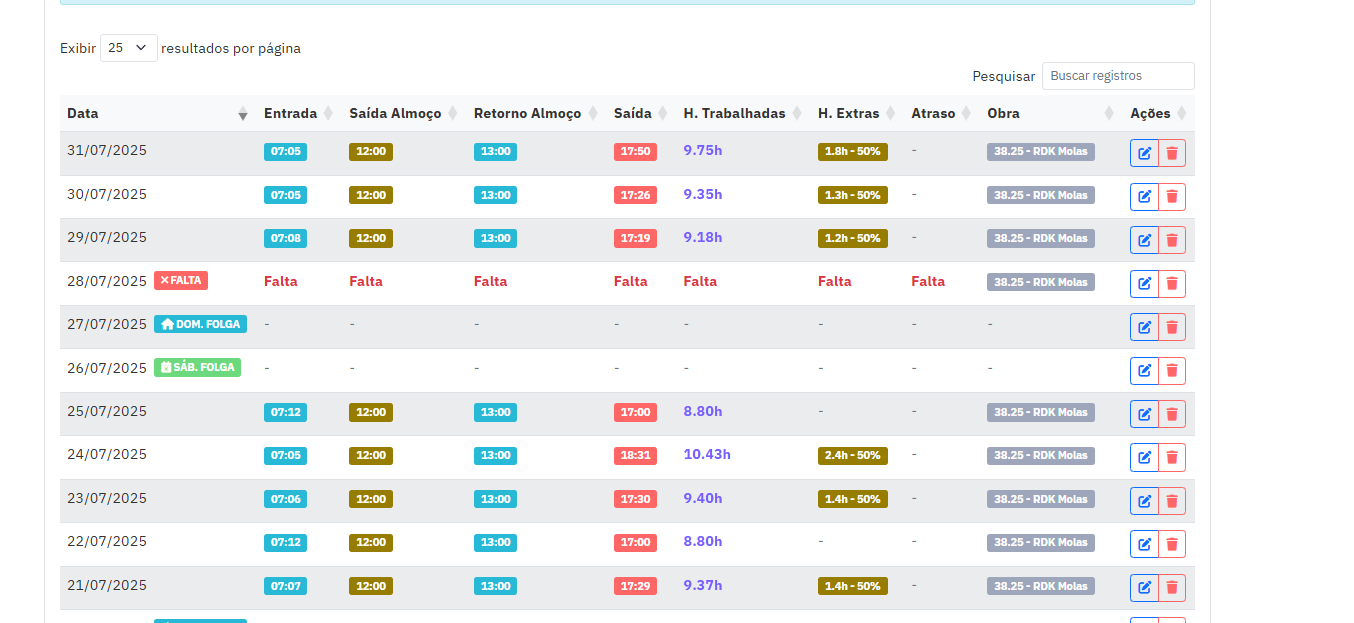 Exibir 25 resultados por página
Pesquisar Buscar registros
Data Entrada Saída Almoço Retorno Almoço Saída H. Trabalhadas H. Extras Atraso Obra Ações
31/07/2025 07:05 12:00 13:00 17:50 9.75h 1.8h - 50% - 38.25 - RDK Molas
30/07/2025 07:05 12:00 13:00 17:26 9.35h 1.3h - 50% - 38.25 - RDK Molas
29/07/2025 07:08 12:00 13:00 17:19 9.18h 1.2h - 50% - 38.25 - RDK Molas
28/07/2025 FALTA Falta Falta Falta Falta Falta Falta Falta 38.25 - RDK Molas
27/07/2025 DOM. FOLGA - - - - - - - -
26/07/2025 SÁB. FOLGA - - - - - - - -
25/07/2025 07:12 12:00 13:00 17:00 8.80h - - 38.25 - RDK Molas
24/07/2025 07:05 12:00 13:00 18:31 10.43h 2.4h - 50% - 38.25 - RDK Molas
23/07/2025 07:06 12:00 13:00 17:30 9.40h 1.4h - 50% - 38.25 - RDK Molas
22/07/2025 07:12 12:00 13:00 17:00 8.80h - - 38.25 - RDK Molas
21/07/2025 07:07 12:00 13:00 17:29 9.37h 1.4h - 50% - 38.25 - RDK Molas